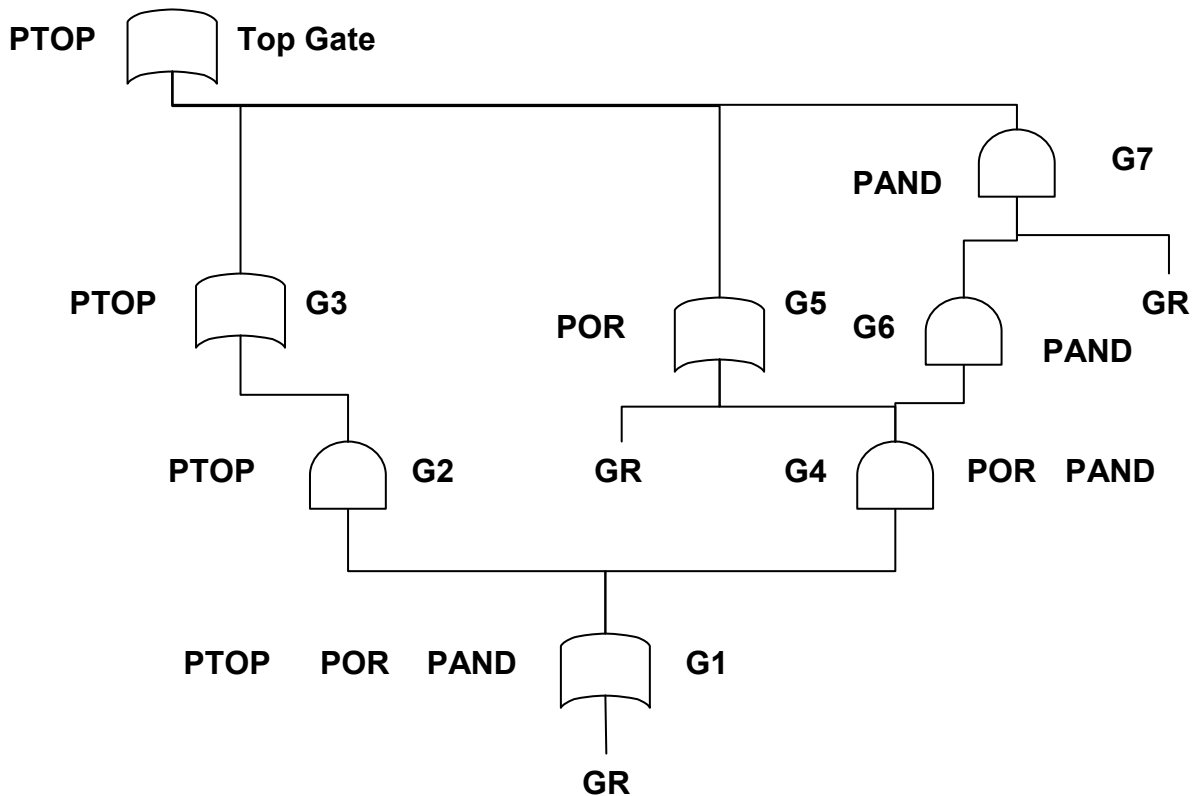 PTOP Top Gate
G7
PAND
PTOP G3
POR G5
G6
PAND
GR
PTOP G2
GR
G4 POR PAND
PTOP POR PAND G1
GR